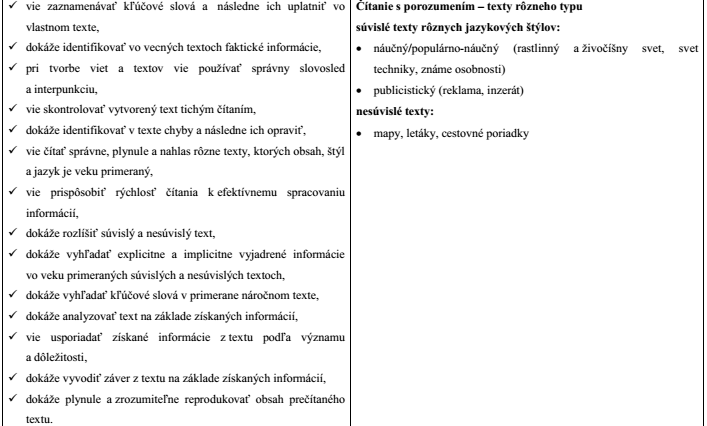 ✓ vie zaznamenávať kľúčové slová a následne ich uplatniť vo
vlastnom texte,
✓ dokáže identifikovať vo vecných textoch faktické informácie,
✓ pri tvorbe viet a textov vie používať správny slovosled
a interpunkciu,
✓ vie skontrolovať vytvorený text tichým čítaním,
✓ dokáže identifikovať v texte chyby a následne ich opraviť,
✓ vie čítať správne, plynule a nahlas rôzne texty, ktorých obsah, štýl
a jazyk je veku primeraný,
✓ vie prispôsobiť rýchlosť čítania k efektívnemu spracovaniu
informácií,
✓ dokáže rozlíšiť súvislý a nesúvislý text,
✓ dokáže vyhľadať explicitne a implicitne vyjadrené informácie
vo veku primeraných súvislých a nesúvislých textoch,
✓ dokáže vyhľadať kľúčové slová v primerane náročnom texte,
✓ dokáže analyzovať text na základe získaných informácií,
✓ vie usporiadať získané informácie z textu podľa významu
a dôležitosti,
✓ dokáže vyvodiť záver z textu na základe získaných informácií,
✓ dokáže plynule a zrozumiteľne reprodukovať obsah prečítaného
textu.
Čítanie s porozumením – texty rôzneho typu
súvislé texty rôznych jazykových štýlov:
• náučný/populárno-náučný (rastlinný a živočíšny svet, svet
techniky, známe osobnosti)
• publicistický (reklama, inzerát)
nesúvislé texty:
• mapy, letáky, cestovné poriadky